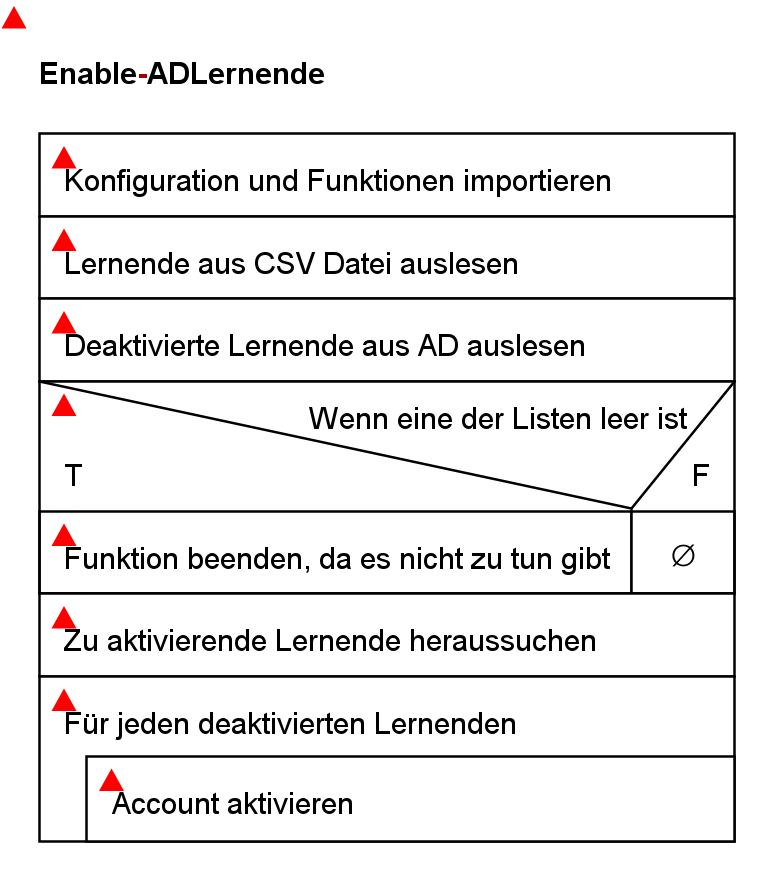 Enable-ADLernende
Konfiguration und Funktionen importieren
Lernende aus CSV Datei auslesen
Deaktivierte Lernende aus AD auslesen
Wenn eine der Listen leer ist
T
F
Funktion beenden, da es nicht zu tun gibt
∅
Zu aktivierende Lernende heraussuchen
Für jeden deaktivierten Lernenden
Account aktivieren